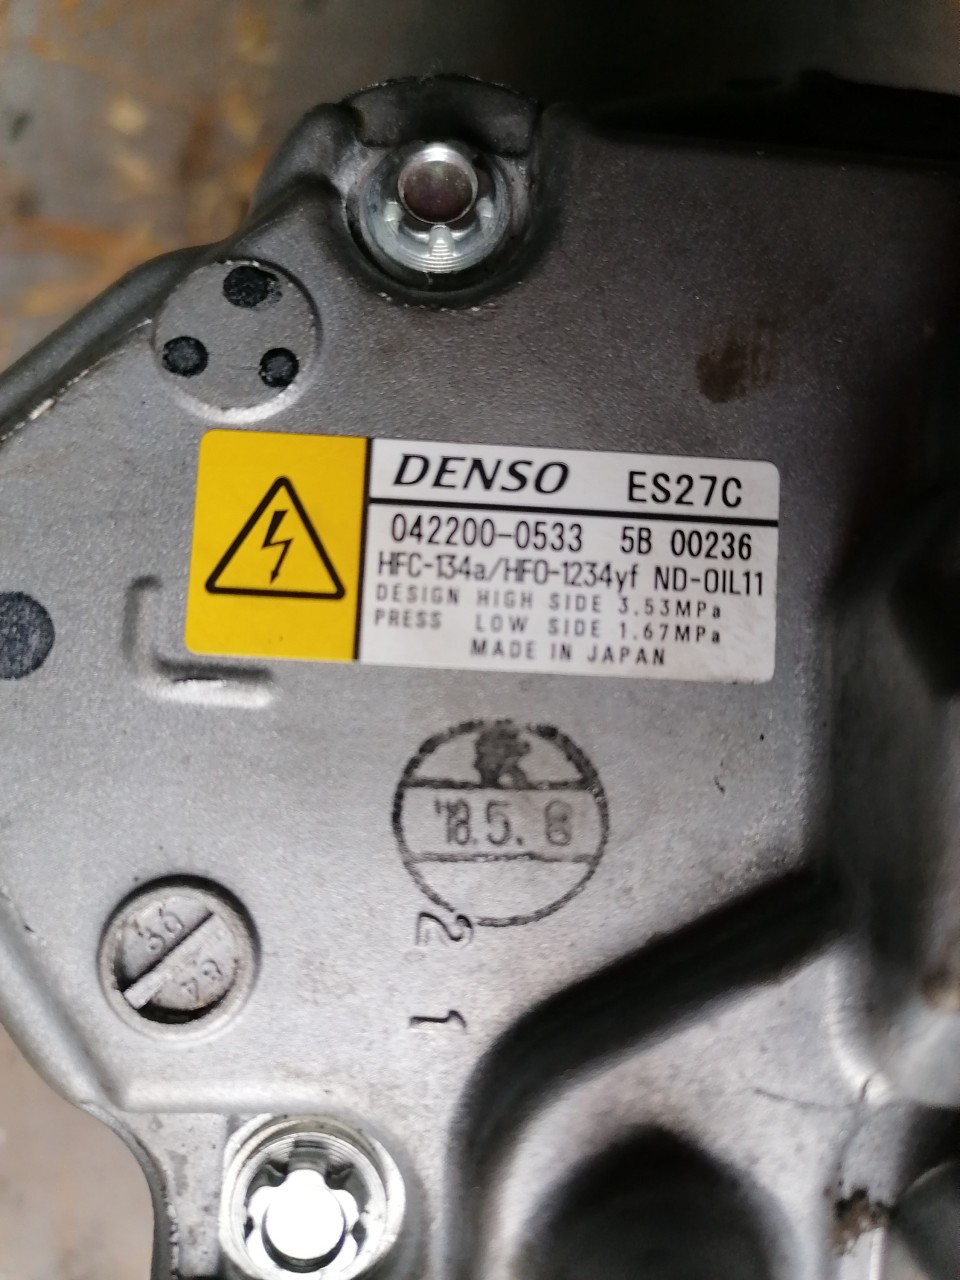 DENSO ES27C
042200-0533 5B 00236
HFC-134a/HFO-1234yf ND-OIL11
DESIGN HIGH SIDE 3.53MPa
PRESS LOW SIDE 1.67MPa
MADE IN JAPAN
'18.5. 8
2
1